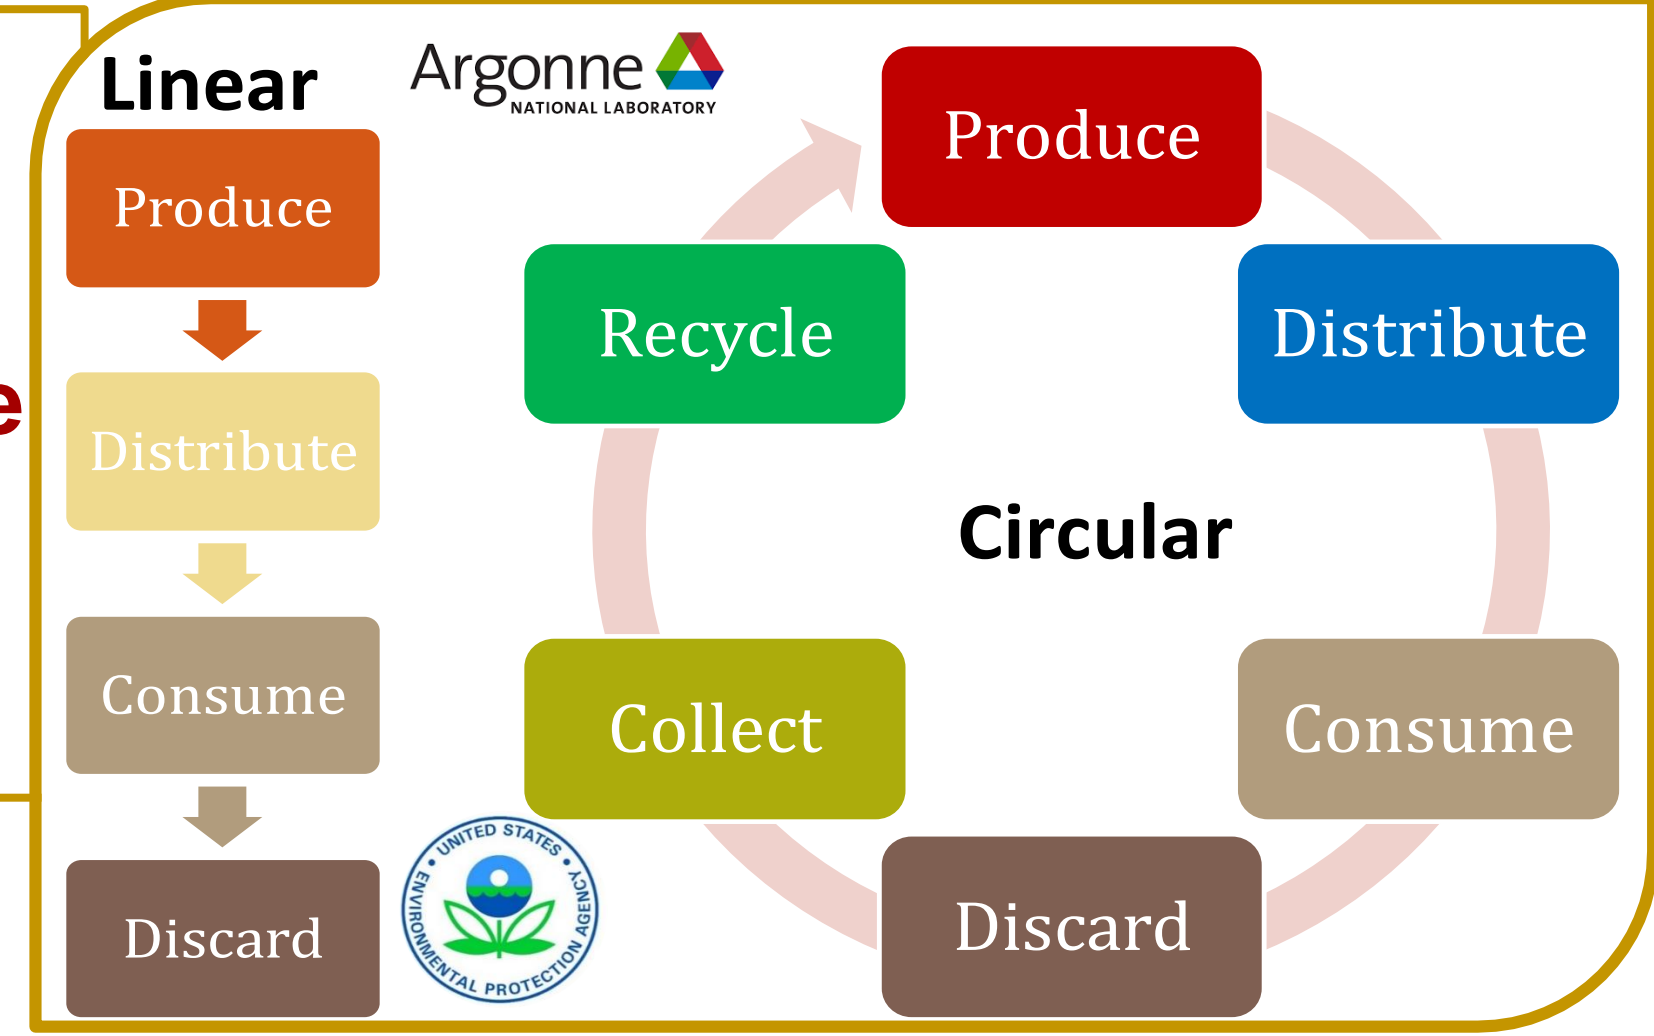 Linear
Argonne
NATIONAL LABORATORY
Produce
Distribute
Consume
Discard
Produce
Distribute
Consume
Discard
Collect
Recycle
Circular
UNITED STATES
ENVIRONMENTAL PROTECTION AGENCY
e